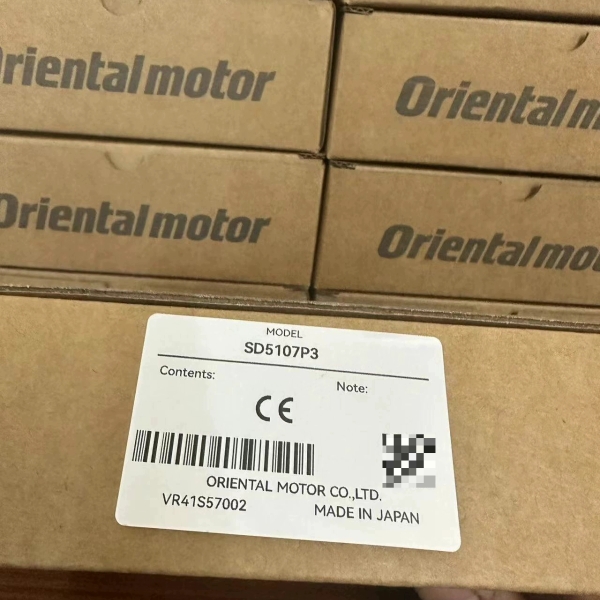 Orientalmotor
Orientalm
Orientalmotor
Orientalmo
MODEL
SD5107P3
Contents:
Note:
CE
ORIENTAL MOTOR CO.,LTD.
VR41S57002
MADE IN JAPAN